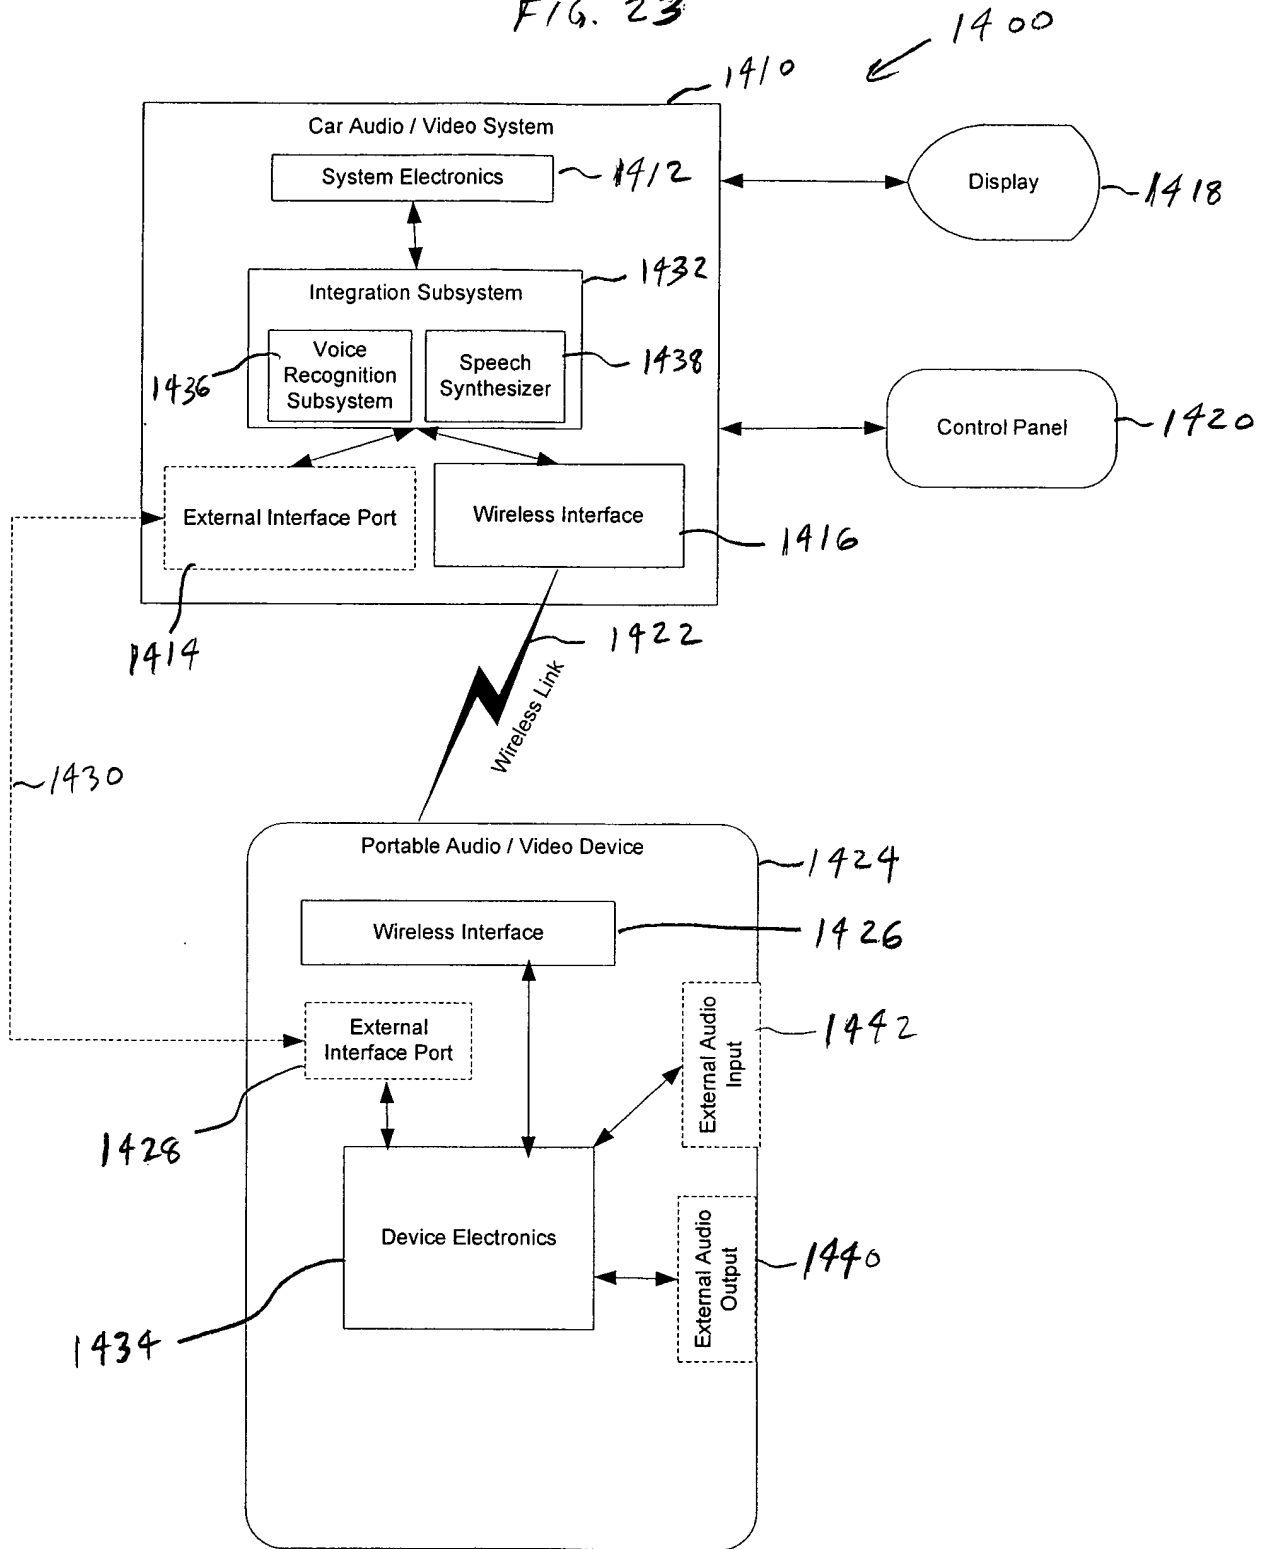 FIG. 23
1400
1410
Car Audio / Video System
System Electronics
1412
Display
1418
1432
Integration Subsystem
Voice
Recognition
Subsystem
1436
Speech
Synthesizer
1438
Control Panel
1420
External Interface Port
Wireless Interface
1416
1414
1422
Wireless Link
1430
Portable Audio / Video Device
1424
Wireless Interface
1426
External
Interface Port
1428
External Audio
Input
1442
Device Electronics
1434
External Audio
Output
1440